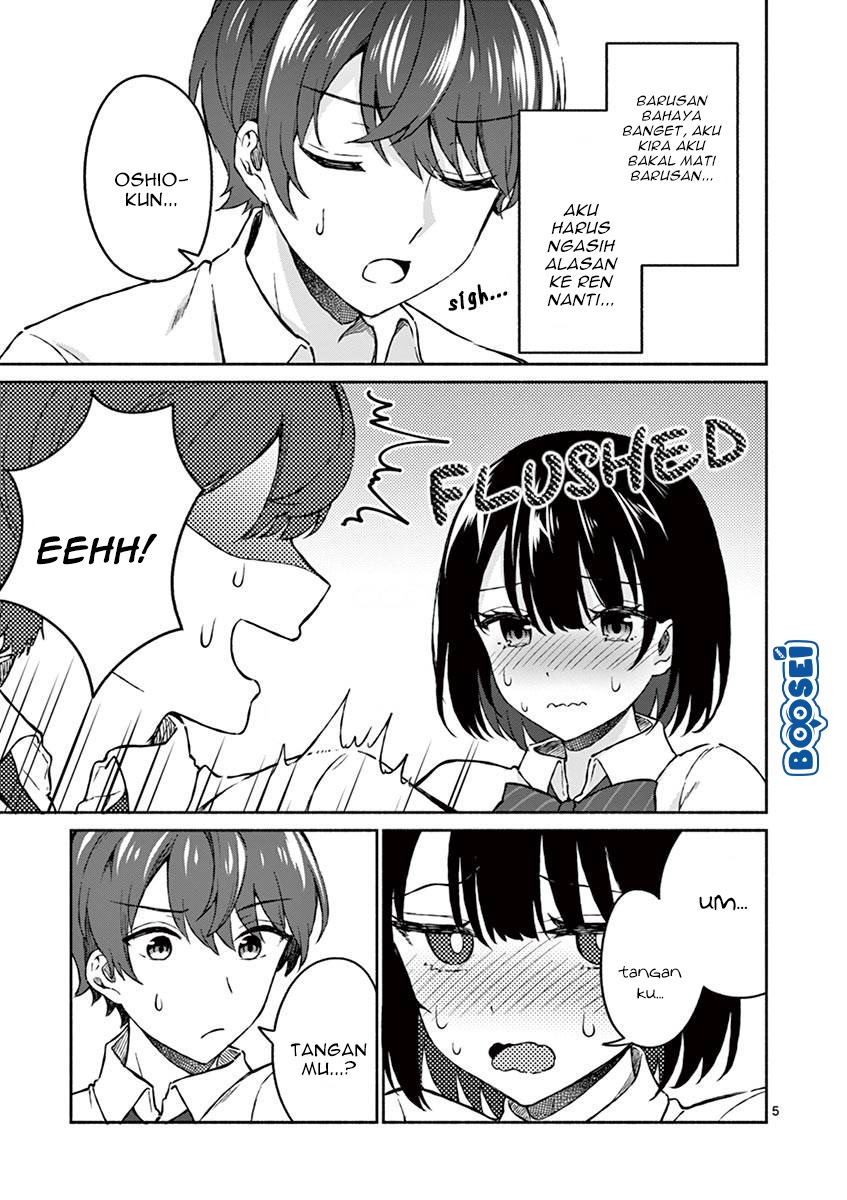 BARUSAN
BAHAYA
BANGET, AKU
KIRA AKU
BAKAL MATI
BARUSAN...
AKU
HARUS
NGASIH
ALASAN
KE REN
NANTI...
OSHIO-
KUN...
sigh...
FLUSHED
EEHH!
UM...
tangan
ku...
TANGAN
MU...?
BOOSEI
5